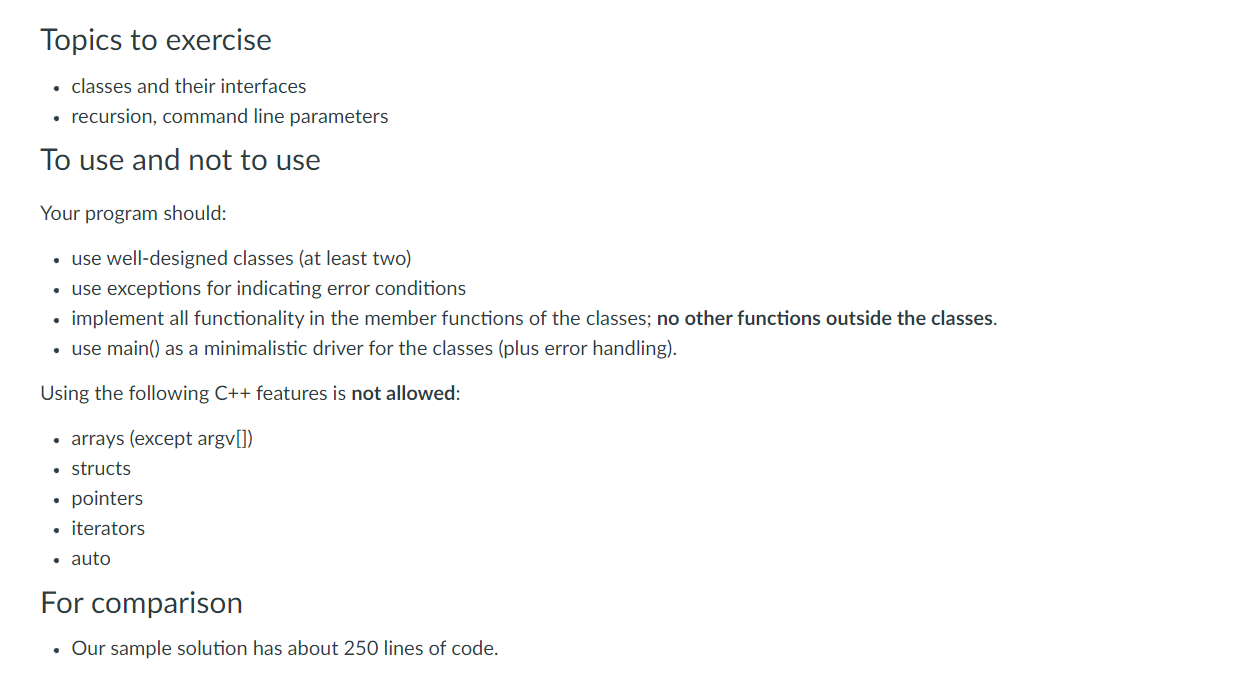 Topics to exercise
• classes and their interfaces
• recursion, command line parameters
To use and not to use
Your program should:
• use well-designed classes (at least two)
• use exceptions for indicating error conditions
• implement all functionality in the member functions of the classes; no other functions outside the classes.
• use main() as a minimalistic driver for the classes (plus error handling).
Using the following C++ features is not allowed:
• arrays (except argv[])
• structs
• pointers
• iterators
• auto
For comparison
• Our sample solution has about 250 lines of code.